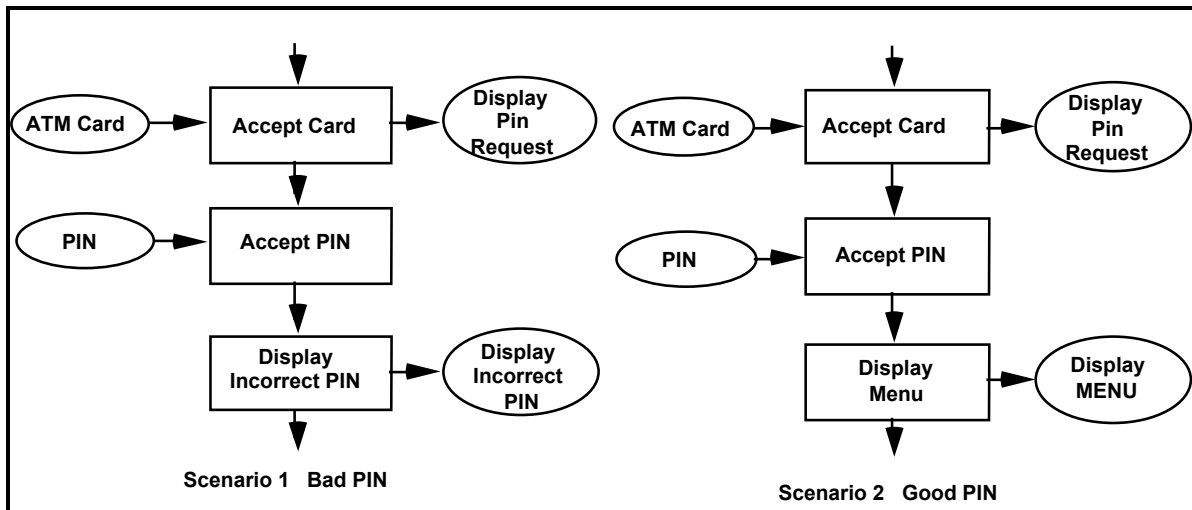 ATM Card
Accept Card
Display
Pin
Request
PIN
Accept PIN
Display
Incorrect PIN
Display
Incorrect
PIN
Scenario 1 Bad PIN
ATM Card
Accept Card
Display
Pin
Request
PIN
Accept PIN
Display
Menu
Display
MENU
Scenario 2 Good PIN